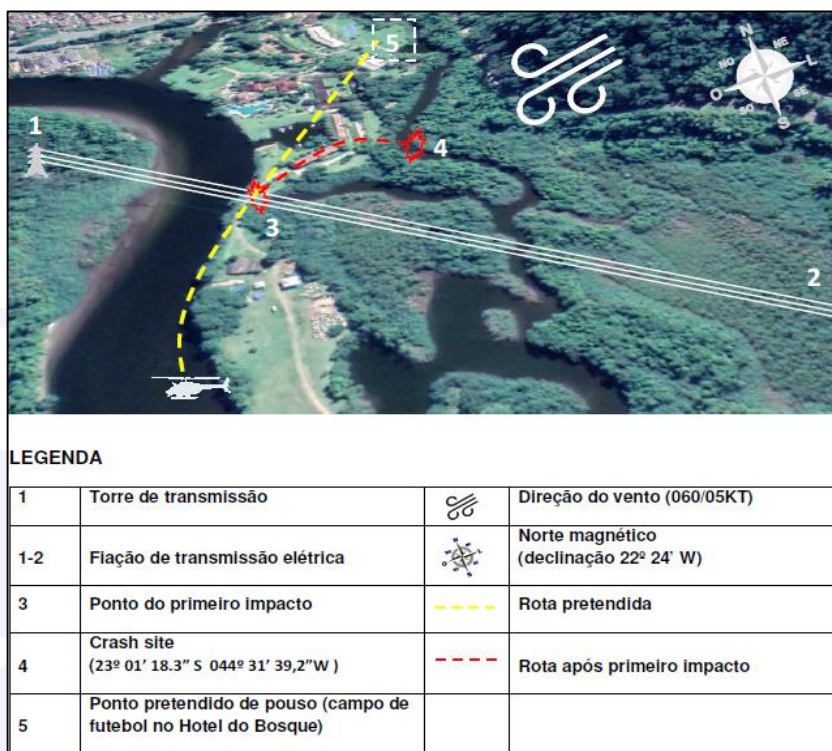 5
N
NE
NO
L
O
SE
SO
S
1
4
3
2
LEGENDA
1 Torre de transmissão Direção do vento (060/05KT)
1-2 Fiação de transmissão elétrica Norte magnético
(declinação 22º 24’ W)
3 Ponto do primeiro impacto Rota pretendida
4 Crash site
(23º 01’ 18.3” S 044º 31’ 39,2”W ) Rota após primeiro impacto
5 Ponto pretendido de pouso (campo de
futebol no Hotel do Bosque)